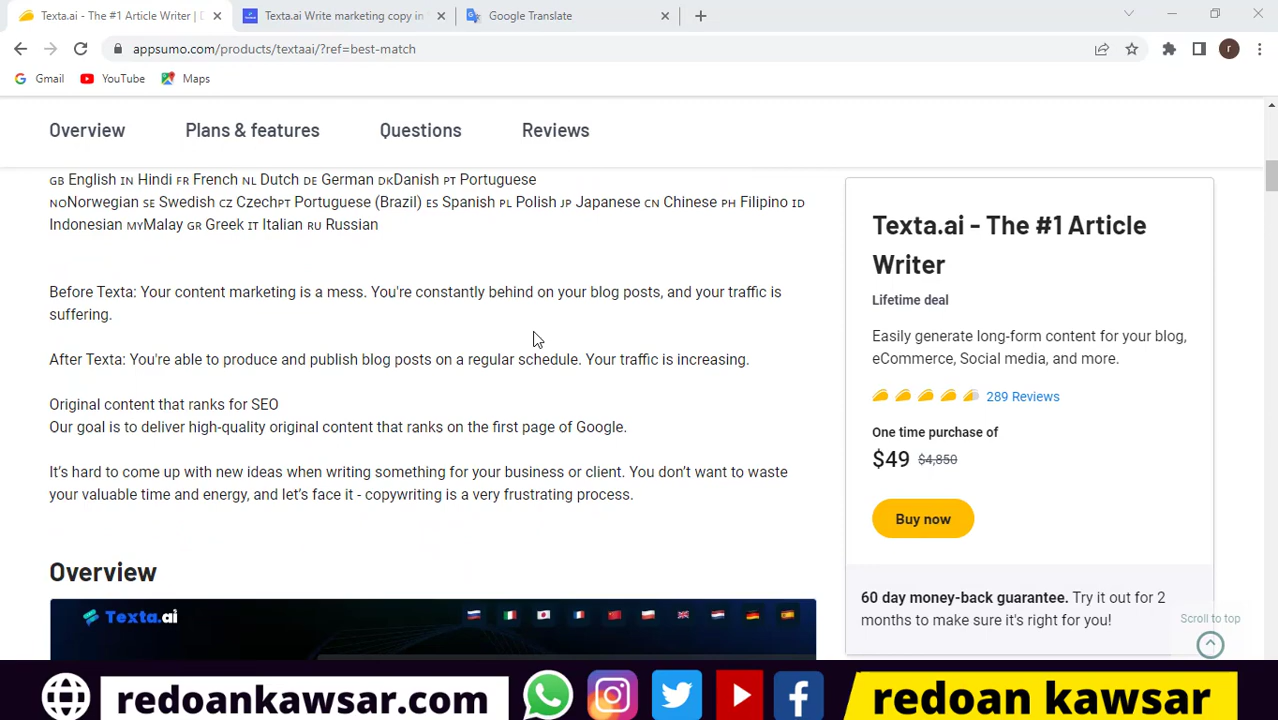 Texta.ai - The #1 Article Writer | D
Texta.ai Write marketing copy in
Google Translate
appsumo.com/products/textaai/?ref=best-match
r
Gmail
YouTube
Maps
Overview
Plans & features
Questions
Reviews
GB English IN Hindi FR French NL Dutch DE German DKDanish PT Portuguese
NONorwegian SE Swedish CZ CzechPT Portuguese (Brazil) ES Spanish PL Polish JP Japanese CN Chinese PH Filipino ID
Indonesian MYMalay GR Greek IT Italian RU Russian
Before Texta: Your content marketing is a mess. You're constantly behind on your blog posts, and your traffic is
suffering.
After Texta: You're able to produce and publish blog posts on a regular schedule. Your traffic is increasing.
Original content that ranks for SEO
Our goal is to deliver high-quality original content that ranks on the first page of Google.
It's hard to come up with new ideas when writing something for your business or client. You don't want to waste
your valuable time and energy, and let's face it - copywriting is a very frustrating process.
Overview
Texta.ai
Texta.ai - The #1 Article
Writer
Lifetime deal
Easily generate long-form content for your blog,
eCommerce, Social media, and more.
289 Reviews
One time purchase of
$49 $4,850
Buy now
60 day money-back guarantee. Try it out for 2
months to make sure it's right for you!
Scroll to top
redoankawsar.com
redoan kawsar